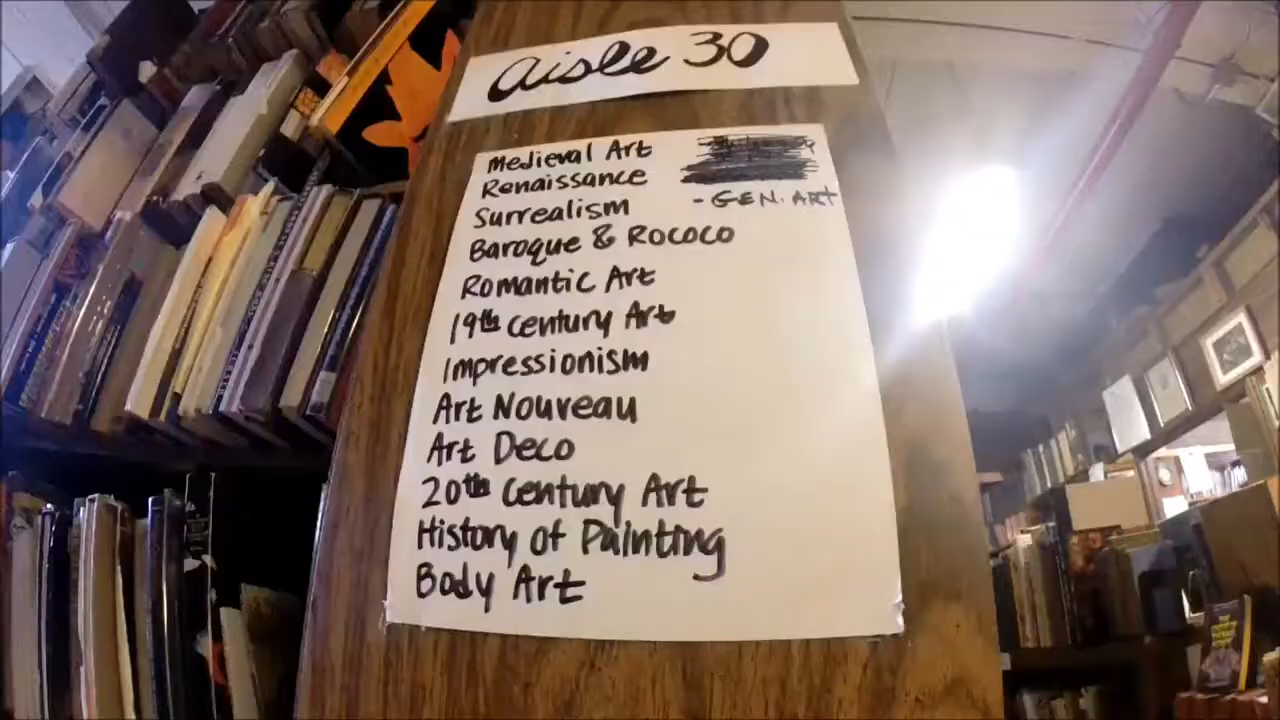 aisle 30
Medieval Art
Renaissance
Surrealism
- GEN. ART
Baroque & Rococo
Romantic Art
19th century Art
Impressionism
Art Nouveau
Art Deco
20th Century Art
History of Painting
Body Art